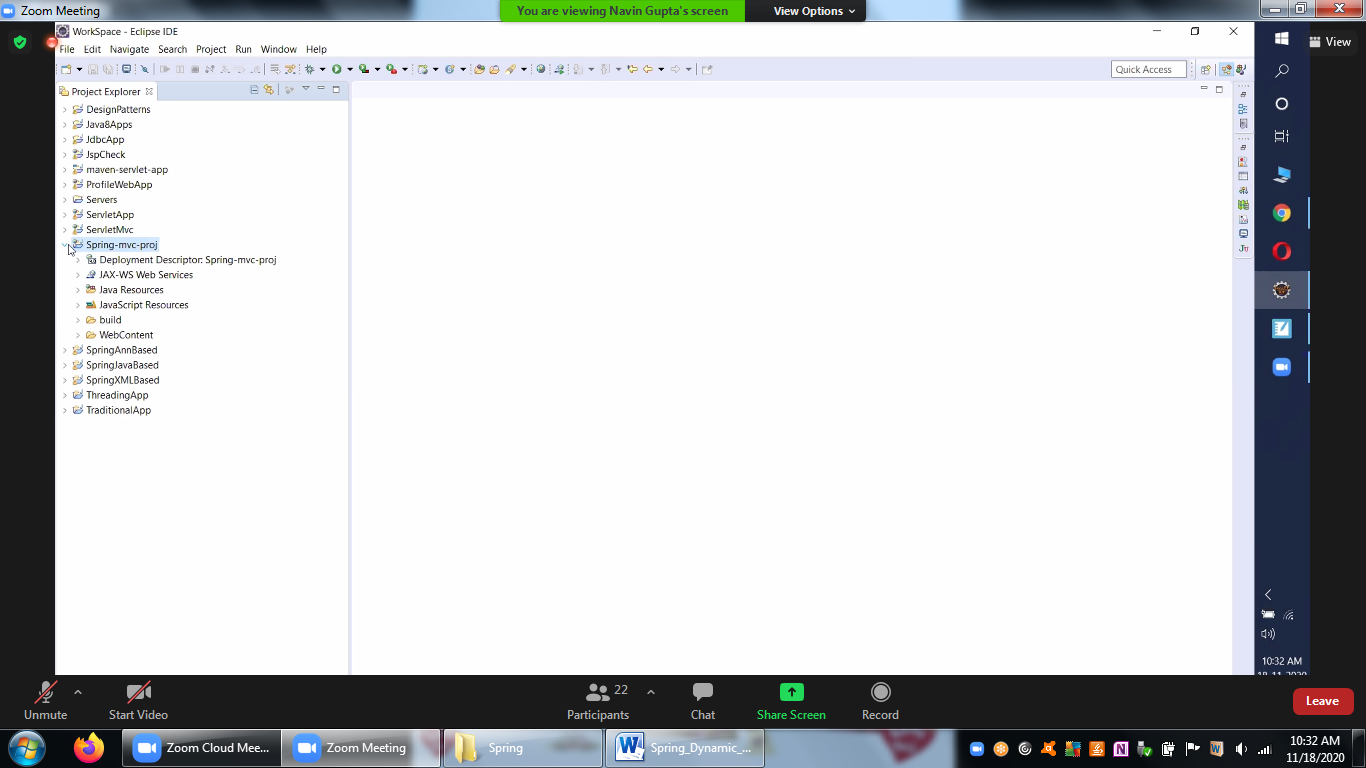 Zoom Meeting
You are viewing Navin Gupta's screen
View Options
WorkSpace - Eclipse IDE
View
File Edit Navigate Search Project Run Window Help
Quick Access
Project Explorer
DesignPatterns
Java8Apps
JdbcApp
JspCheck
maven-servlet-app
ProfileWebApp
Servers
ServletApp
ServletMvc
Spring-mvc-proj
Deployment Descriptor: Spring-mvc-proj
JAX-WS Web Services
Java Resources
JavaScript Resources
build
WebContent
SpringAnnBased
SpringJavaBased
SpringXMLBased
ThreadingApp
TraditionalApp
10:32 AM
18-11-2020
22
Unmute
Start Video
Participants
Chat
Share Screen
Record
Leave
Zoom Cloud Mee...
Zoom Meeting
Spring
Spring_Dynamic_...
10:32 AM
11/18/2020